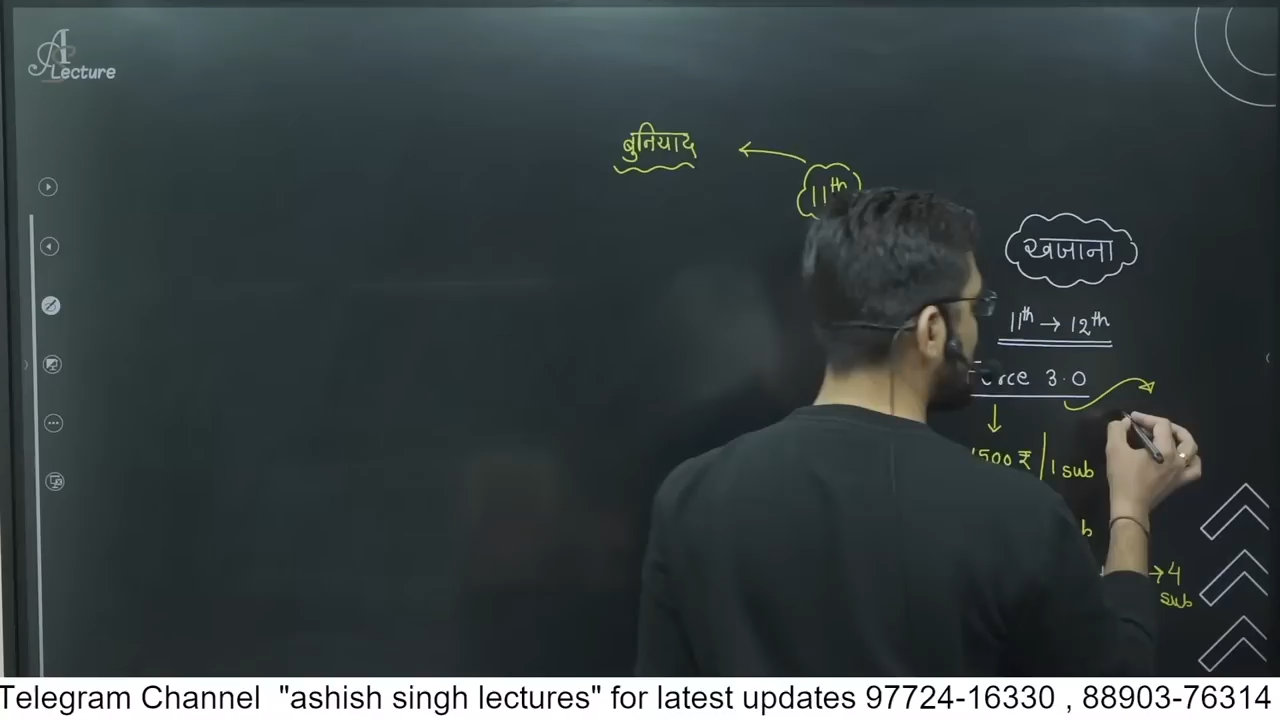 A
Lecture
बुनियाद
11th
खजाना
11th → 12th
3.0
1500 ₹ | 1 sub
→ 4
sub
Telegram Channel "ashish singh lectures" for latest updates 97724-16330 , 88903-76314